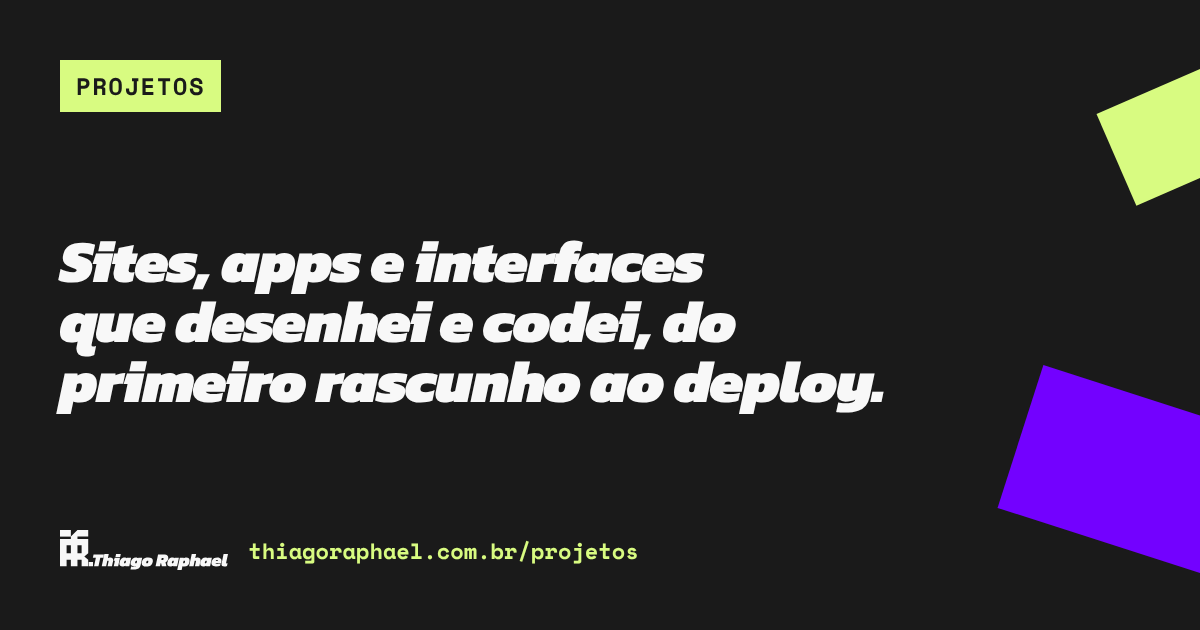 PROJETOS
Sites, apps e interfaces
que desenhei e codei, do
primeiro rascunho ao deploy.
Thiago Raphael
thiagoraphael.com.br/projetos